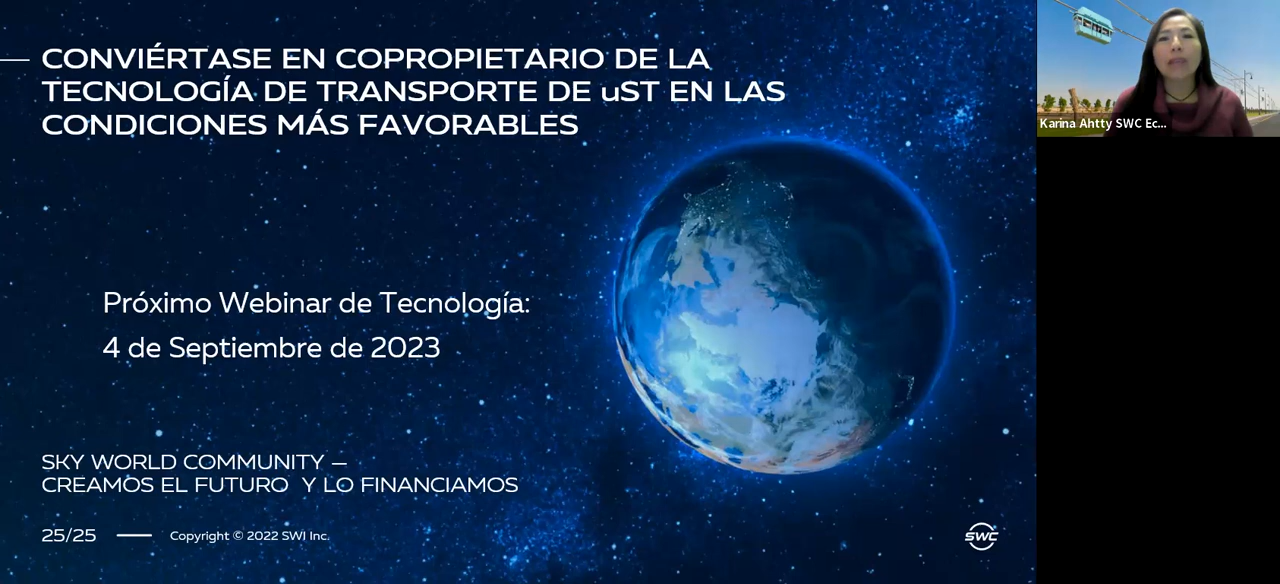 CONVIÉRTASE EN COPROPIETARIO DE LA
TECNOLOGÍA DE TRANSPORTE DE uST EN LAS
CONDICIONES MÁS FAVORABLES
Próximo Webinar de Tecnología:
4 de Septiembre de 2023
SKY WORLD COMMUNITY –
CREAMOS EL FUTURO Y LO FINANCIAMOS
25/25
Copyright © 2022 SWI Inc.
SWC
Karina Ahtty SWC Ec...